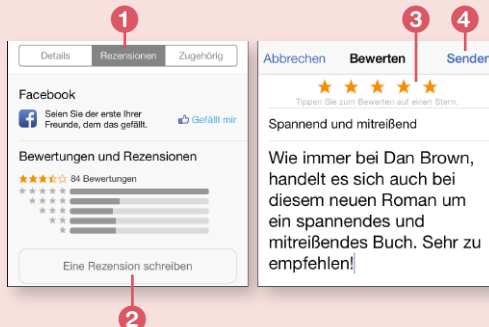 1
3
4
Details Rezensionen Zugehörig
Facebook
Seien Sie der erste Ihrer
Freunde, dem das gefällt.
Gefällt mir
Bewertungen und Rezensionen
84 Bewertungen
Eine Rezension schreiben
2
Abbrechen Bewerten Senden
Tippen Sie zum Bewerten auf einen Stern.
Spannend und mitreißend
Wie immer bei Dan Brown,
handelt es sich auch bei
diesem neuen Roman um
ein spannendes und
mitreißendes Buch. Sehr zu
empfehlen!